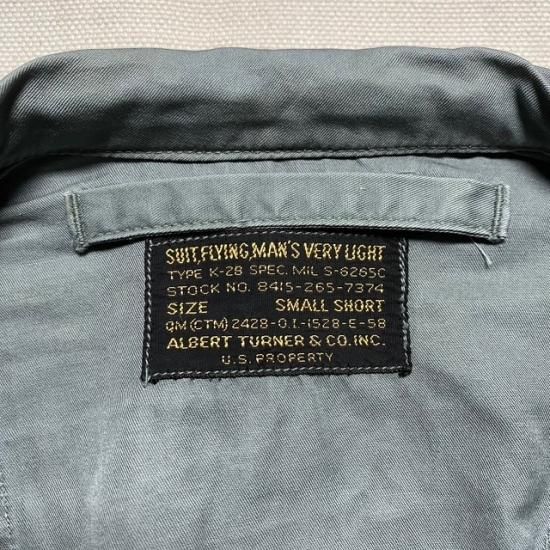 SUIT,FLYING,MAN'S VERY LIGHT
TYPE K-2B SPEC. MIL S-6265C
STOCK NO. 8415-265-7374
SIZE SMALL SHORT
QM (CTM) 2428-O.I.-1528-E-58
ALBERT TURNER & CO.INC.
U.S. PROPERTY